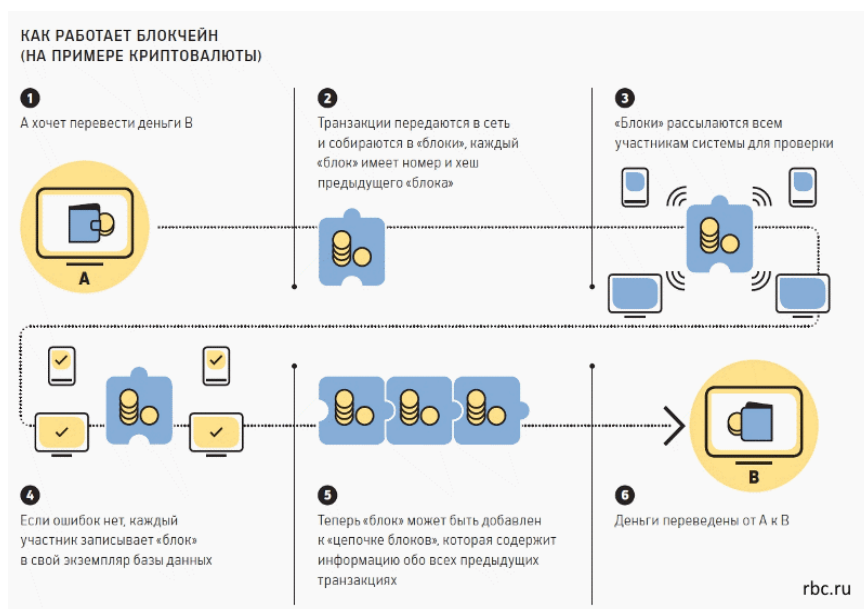 КАК РАБОТАЕТ БЛОКЧЕЙН
(НА ПРИМЕРЕ КРИПТОВАЛЮТЫ)
1
А хочет перевести деньги В
2
Транзакции передаются в сеть
и собираются в «блоки», каждый
«блок» имеет номер и хеш
предыдущего «блока»
3
«Блоки» рассылаются всем
участникам системы для проверки
A
B
4
Если ошибок нет, каждый
участник записывает «блок»
в свой экземпляр базы данных
5
Теперь «блок» может быть добавлен
к «цепочке блоков», которая содержит
информацию обо всех предыдущих
транзакциях
6
Деньги переведены от А к В
rbc.ru